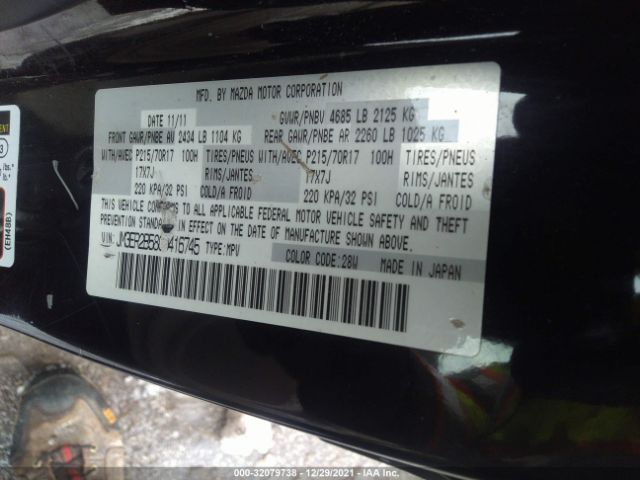 MFD. BY MAZDA MOTOR CORPORATION
DATE 11/11 GVWR/PNBV 4685 LB 2125 KG
FRONT GAWR/PNBE AV 2434 LB 1104 KG REAR GAWR/PNBE AR 2260 LB 1025 KG
WITH/AVEC P215/70R17 100H TIRES/PNEUS WITH/AVEC P215/70R17 100H TIRES/PNEUS
17X7J RIMS/JANTES 17X7J RIMS/JANTES
220 KPA/32 PSI COLD/A FROID 220 KPA/32 PSI COLD/A FROID
THIS VEHICLE CONFORMS TO ALL APPLICABLE FEDERAL MOTOR VEHICLE SAFETY AND THEFT
PREVENTION STANDARDS IN EFFECT ON THE DATE OF MANUFACTURE SHOWN ABOVE.
VIN: TYPE:MPV COLOR CODE:28W MADE IN JAPAN
(EH48B)
000-32079738 - 12/29/2021 - IAA Inc.